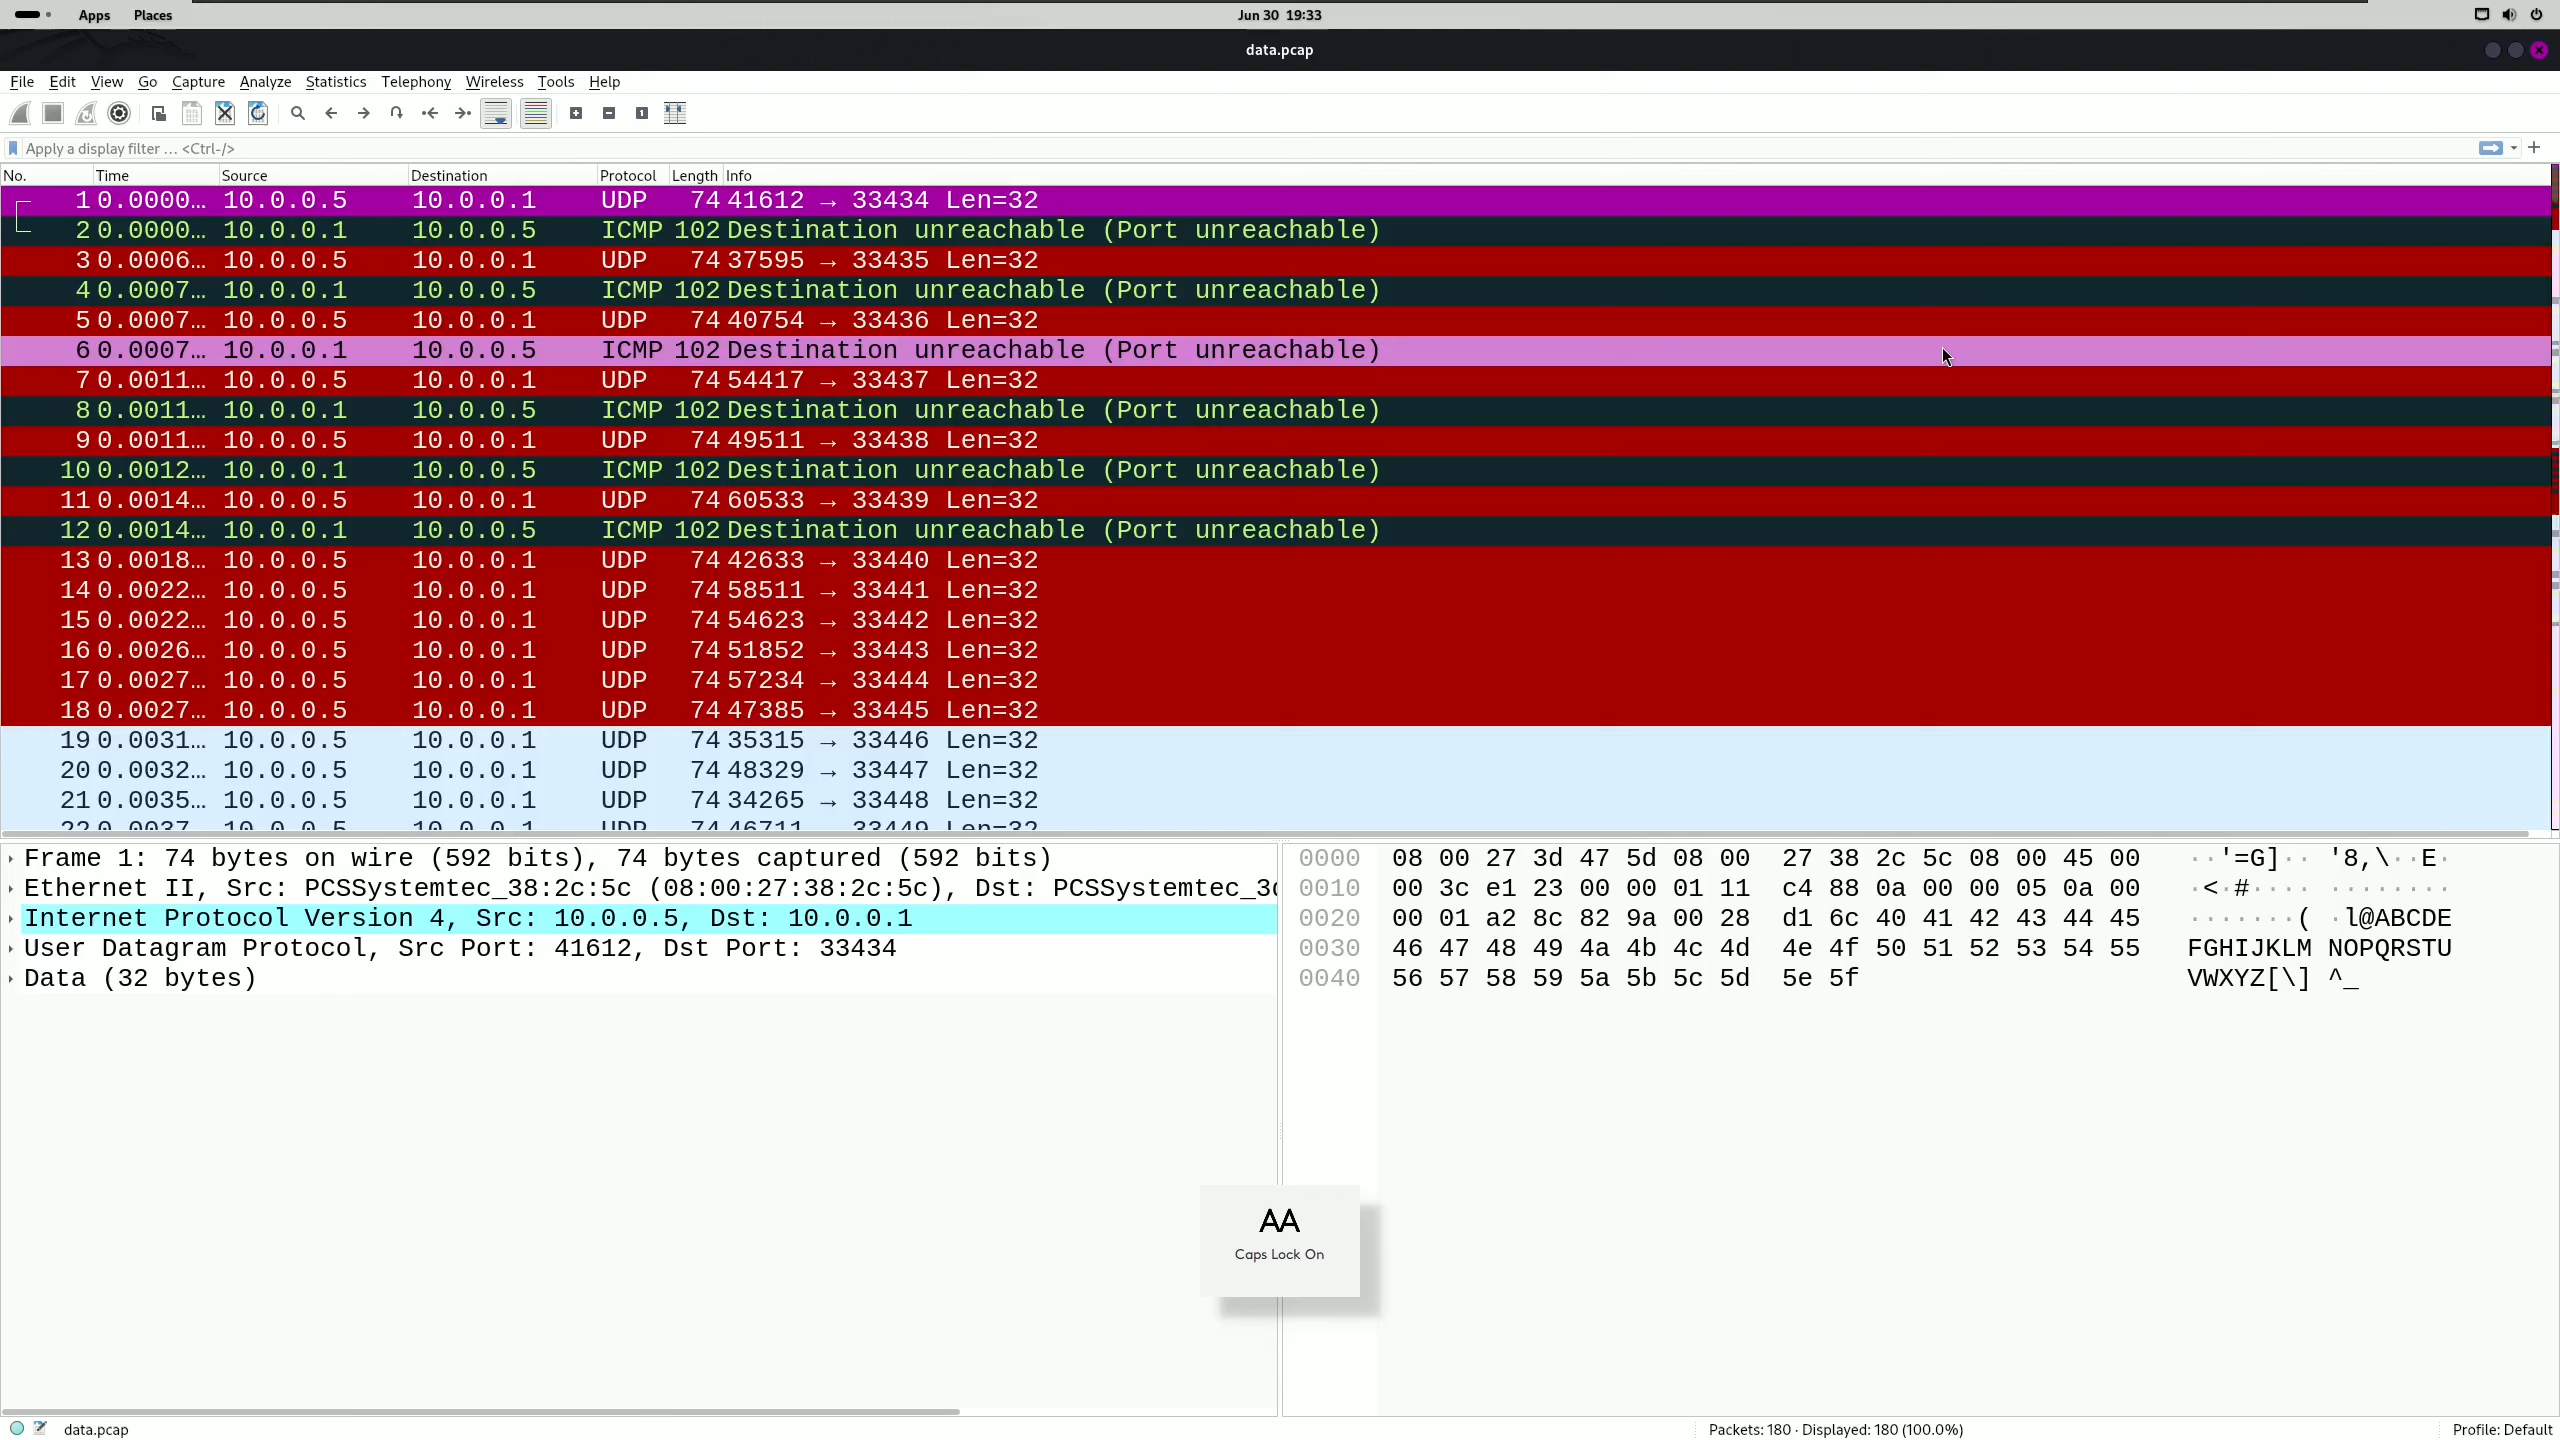 Apps Places Jun 30 19:33
data.pcap
File Edit View Go Capture Analyze Statistics Telephony Wireless Tools Help
Apply a display filter … <Ctrl-/>
No. Time Source Destination Protocol Length Info
1 0.0000… 10.0.0.5 10.0.0.1 UDP 74 41612 → 33434 Len=32
2 0.0000… 10.0.0.1 10.0.0.5 ICMP 102 Destination unreachable (Port unreachable)
3 0.0006… 10.0.0.5 10.0.0.1 UDP 74 37595 → 33435 Len=32
4 0.0007… 10.0.0.1 10.0.0.5 ICMP 102 Destination unreachable (Port unreachable)
5 0.0007… 10.0.0.5 10.0.0.1 UDP 74 40754 → 33436 Len=32
6 0.0007… 10.0.0.1 10.0.0.5 ICMP 102 Destination unreachable (Port unreachable)
7 0.0011… 10.0.0.5 10.0.0.1 UDP 74 54417 → 33437 Len=32
8 0.0011… 10.0.0.1 10.0.0.5 ICMP 102 Destination unreachable (Port unreachable)
9 0.0011… 10.0.0.5 10.0.0.1 UDP 74 49511 → 33438 Len=32
10 0.0012… 10.0.0.1 10.0.0.5 ICMP 102 Destination unreachable (Port unreachable)
11 0.0014… 10.0.0.5 10.0.0.1 UDP 74 60533 → 33439 Len=32
12 0.0014… 10.0.0.1 10.0.0.5 ICMP 102 Destination unreachable (Port unreachable)
13 0.0018… 10.0.0.5 10.0.0.1 UDP 74 42633 → 33440 Len=32
14 0.0022… 10.0.0.5 10.0.0.1 UDP 74 58511 → 33441 Len=32
15 0.0022… 10.0.0.5 10.0.0.1 UDP 74 54623 → 33442 Len=32
16 0.0026… 10.0.0.5 10.0.0.1 UDP 74 51852 → 33443 Len=32
17 0.0027… 10.0.0.5 10.0.0.1 UDP 74 57234 → 33444 Len=32
18 0.0027… 10.0.0.5 10.0.0.1 UDP 74 47385 → 33445 Len=32
19 0.0031… 10.0.0.5 10.0.0.1 UDP 74 35315 → 33446 Len=32
20 0.0032… 10.0.0.5 10.0.0.1 UDP 74 48329 → 33447 Len=32
21 0.0035… 10.0.0.5 10.0.0.1 UDP 74 34265 → 33448 Len=32
22 0.0037… 10.0.0.5 10.0.0.1 UDP 74 46711 → 33449 Len=32
Frame 1: 74 bytes on wire (592 bits), 74 bytes captured (592 bits)
Ethernet II, Src: PCSSystemtec_38:2c:5c (08:00:27:38:2c:5c), Dst: PCSSystemtec_3
Internet Protocol Version 4, Src: 10.0.0.5, Dst: 10.0.0.1
User Datagram Protocol, Src Port: 41612, Dst Port: 33434
Data (32 bytes)
0000 08 00 27 3d 47 5d 08 00 27 38 2c 5c 08 00 45 00 ··'=G]·· '8,\··E·
0010 00 3c e1 23 00 00 01 11 c4 88 0a 00 00 05 0a 00 ·<·#···· ········
0020 00 01 a2 8c 82 9a 00 28 d1 6c 40 41 42 43 44 45 ·······( ·l@ABCDE
0030 46 47 48 49 4a 4b 4c 4d 4e 4f 50 51 52 53 54 55 FGHIJKLM NOPQRSTU
0040 56 57 58 59 5a 5b 5c 5d 5e 5f VWXYZ[\] ^_
AA
Caps Lock On
data.pcap Packets: 180 · Displayed: 180 (100.0%) Profile: Default